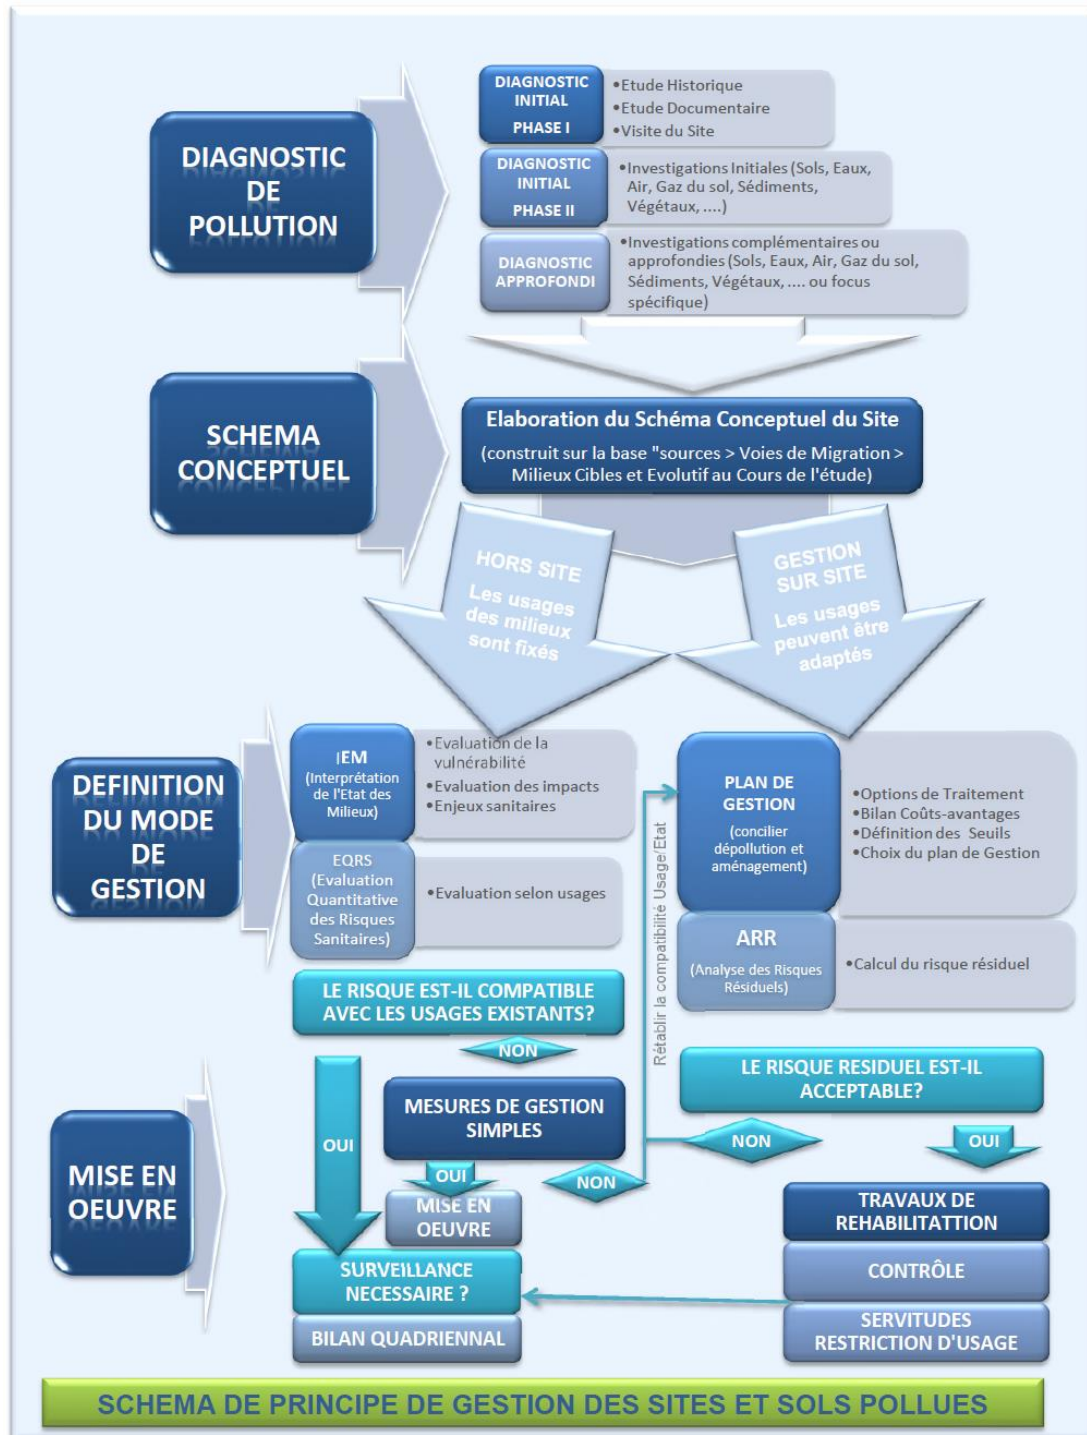 DIAGNOSTIC
DE
POLLUTION
DIAGNOSTIC
INITIAL
PHASE I
•Etude Historique
•Etude Documentaire
•Visite du Site
DIAGNOSTIC
INITIAL
PHASE II
•Investigations Initiales (Sols, Eaux,
Air, Gaz du sol, Sédiments,
Végétaux, ....)
DIAGNOSTIC
APPROFONDI
•Investigations complémentaires ou
approfondies (Sols, Eaux, Air, Gaz du sol,
Sédiments, Végétaux, .... ou focus
spécifique)
SCHEMA
CONCEPTUEL
Elaboration du Schéma Conceptuel du Site
(construit sur la base "sources > Voies de Migration >
Milieux Cibles et Evolutif au Cours de l'étude)
HORS SITE
Les usages
des milieux
sont fixés
GESTION
SUR SITE
Les usages
peuvent être
adaptés
DEFINITION
DU MODE
DE
GESTION
IEM
(Interprétation
de l'Etat des
Milieux)
•Evaluation de la
vulnérabilité
•Evaluation des impacts
•Enjeux sanitaires
EQRS
(Evaluation
Quantitative
des Risques
Sanitaires)
•Evaluation selon usages
Rétablir la compatibilité Usage/Etat
PLAN DE
GESTION
(concilier
dépollution et
aménagement)
•Options de Traitement
•Bilan Coûts-avantages
•Définition des Seuils
•Choix du plan de Gestion
ARR
(Analyse des Risques
Résiduels)
•Calcul du risque résiduel
LE RISQUE EST-IL COMPATIBLE
AVEC LES USAGES EXISTANTS?
NON
LE RISQUE RESIDUEL EST-IL
ACCEPTABLE?
MISE EN
OEUVRE
OUI
MESURES DE GESTION
SIMPLES
OUI
NON
NON
OUI
MISE EN
OEUVRE
TRAVAUX DE
REHABILITATTION
CONTRÔLE
SERVITUDES
RESTRICTION D'USAGE
SURVEILLANCE
NECESSAIRE ?
BILAN QUADRIENNAL
SCHEMA DE PRINCIPE DE GESTION DES SITES ET SOLS POLLUES